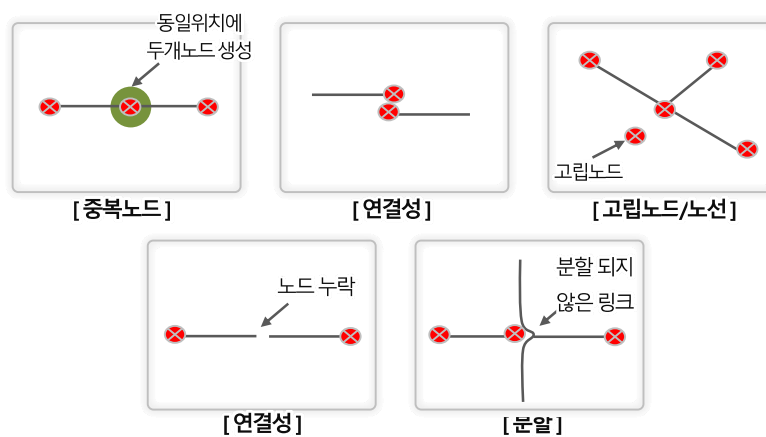 동일위치에
두개노드 생성
[중복노드]
[연결성]
고립노드
[고립노드/노선]
노드 누락
[연결성]
분할 되지
않은 링크
[분할]